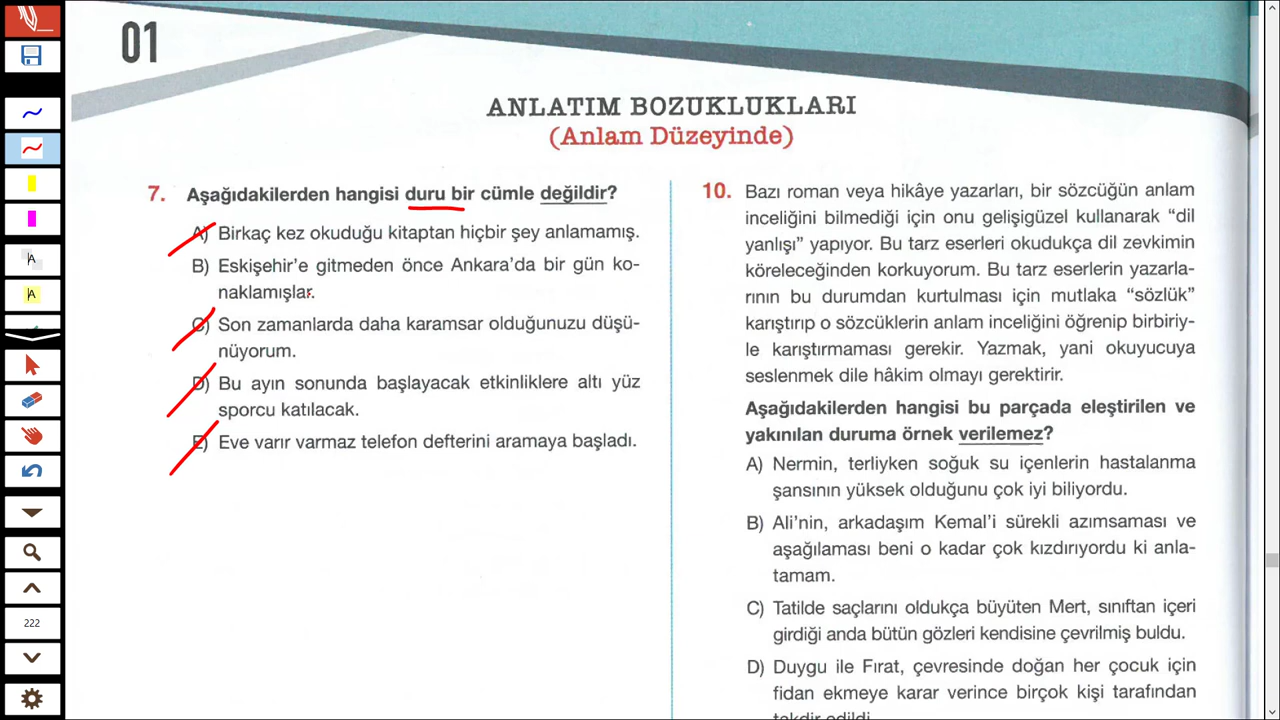 01
ANLATIM BOZUKLUKLARI
(Anlam Düzeyinde)
7. Aşağıdakilerden hangisi duru bir cümle değildir?
A) Birkaç kez okuduğu kitaptan hiçbir şey anlamamış.
B) Eskişehir'e gitmeden önce Ankara'da bir gün ko-
naklamışlar.
C) Son zamanlarda daha karamsar olduğunuzu düşü-
nüyorum.
D) Bu ayın sonunda başlayacak etkinliklere altı yüz
sporcu katılacak.
E) Eve varır varmaz telefon defterini aramaya başladı.
10. Bazı roman veya hikâye yazarları, bir sözcüğün anlam
inceliğini bilmediği için onu gelişigüzel kullanarak “dil
yanlışı” yapıyor. Bu tarz eserleri okudukça dil zevkimin
köreleceğinden korkuyorum. Bu tarz eserlerin yazarla-
rının bu durumdan kurtulması için mutlaka “sözlük”
karıştırıp o sözcüklerin anlam inceliğini öğrenip birbiriy-
le karıştırmaması gerekir. Yazmak, yani okuyucuya
seslenmek dile hâkim olmayı gerektirir.
Aşağıdakilerden hangisi bu parçada eleştirilen ve
yakınılan duruma örnek verilemez?
A) Nermin, terliyken soğuk su içenlerin hastalanma
şansının yüksek olduğunu çok iyi biliyordu.
B) Ali'nin, arkadaşım Kemal'i sürekli azımsaması ve
aşağılaması beni o kadar çok kızdırıyordu ki anla-
tamam.
C) Tatilde saçlarını oldukça büyüten Mert, sınıftan içeri
girdiği anda bütün gözleri kendisine çevrilmiş buldu.
D) Duygu ile Fırat, çevresinde doğan her çocuk için
fidan ekmeye karar verince birçok kişi tarafından
takdir edildi.
A
A
222